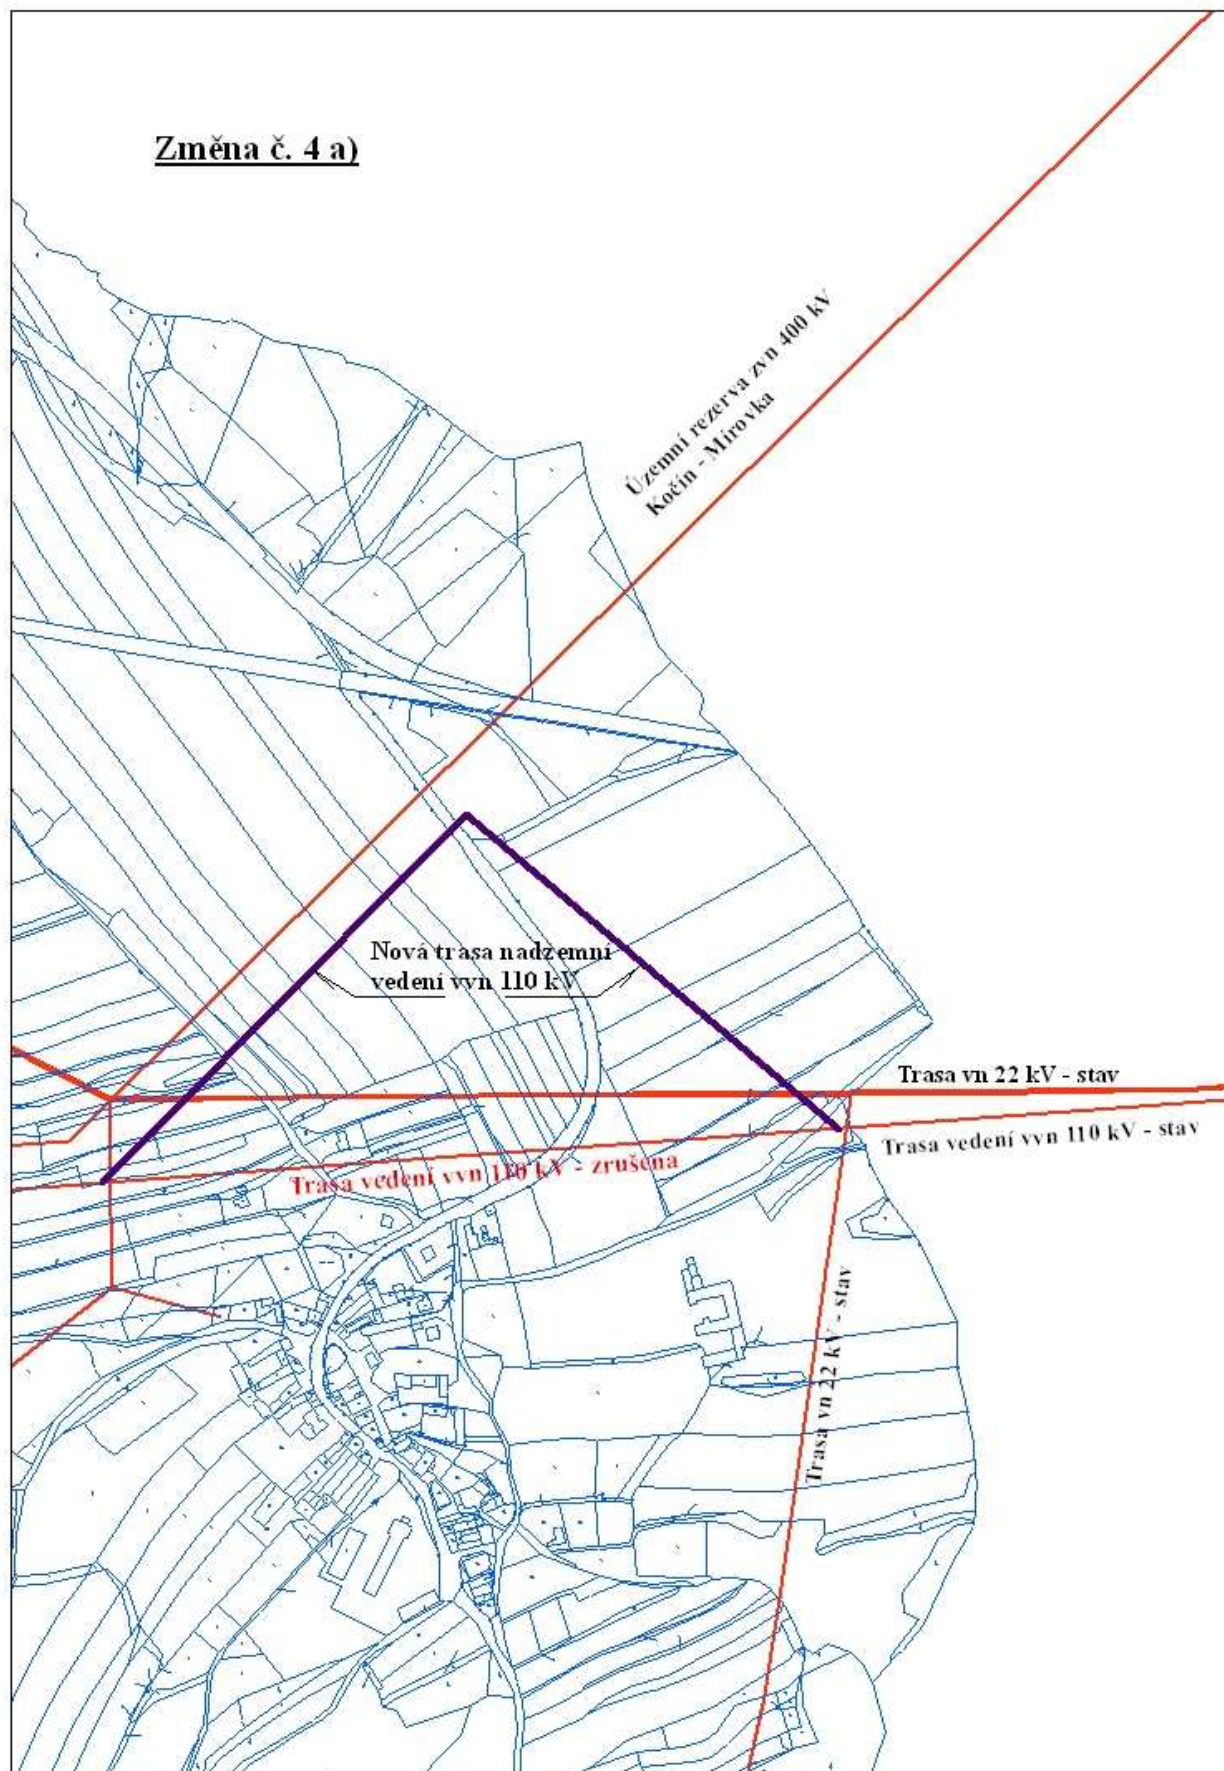 Změna č. 4 a)
Územní rezerva zvn 400 kV
Kočín - Mírovka
Nová trasa nadzemní
vedení vvn 110 kV
Trasa vn 22 kV - stav
Trasa vedení vvn 110 kV - stav
Trasa vedení vvn 110 kV - zrušena
Trasa vn 22 kV - stav